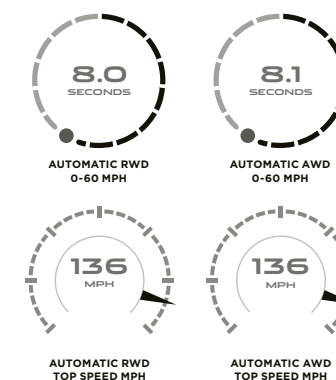 8.0
SECONDS
AUTOMATIC RWD
0-60 MPH
8.1
SECONDS
AUTOMATIC AWD
0-60 MPH
136
MPH
AUTOMATIC RWD
TOP SPEED MPH
136
MPH
AUTOMATIC AWD
TOP SPEED MPH